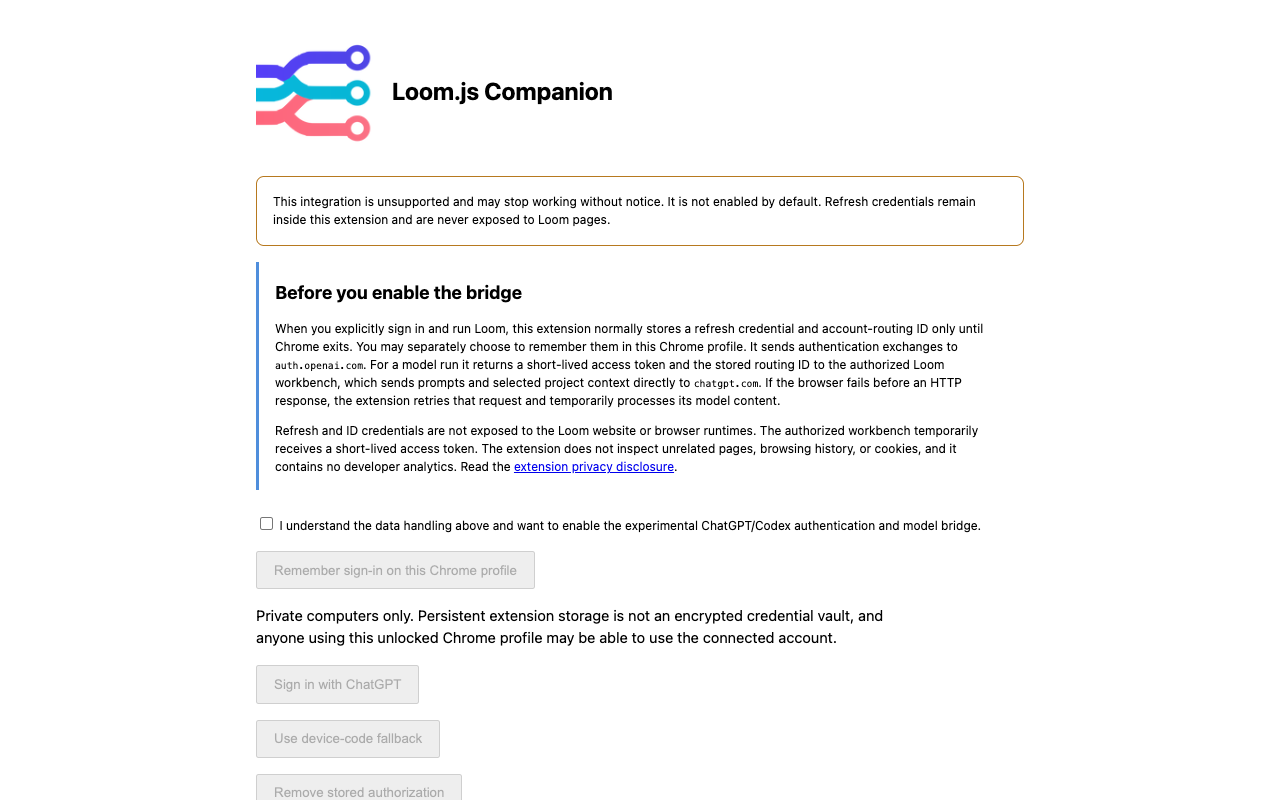 Loom.js Companion
This integration is unsupported and may stop working without notice. It is not enabled by default. Refresh credentials remain
inside this extension and are never exposed to Loom pages.
Before you enable the bridge
When you explicitly sign in and run Loom, this extension normally stores a refresh credential and account-routing ID only until
Chrome exits. You may separately choose to remember them in this Chrome profile. It sends authentication exchanges to
auth.openai.com. For a model run it returns a short-lived access token and the stored routing ID to the authorized Loom
workbench, which sends prompts and selected project context directly to chatgpt.com. If the browser fails before an HTTP
response, the extension retries that request and temporarily processes its model content.
Refresh and ID credentials are not exposed to the Loom website or browser runtimes. The authorized workbench temporarily
receives a short-lived access token. The extension does not inspect unrelated pages, browsing history, or cookies, and it
contains no developer analytics. Read the extension privacy disclosure.
I understand the data handling above and want to enable the experimental ChatGPT/Codex authentication and model bridge.
Remember sign-in on this Chrome profile
Private computers only. Persistent extension storage is not an encrypted credential vault, and
anyone using this unlocked Chrome profile may be able to use the connected account.
Sign in with ChatGPT
Use device-code fallback
Remove stored authorization